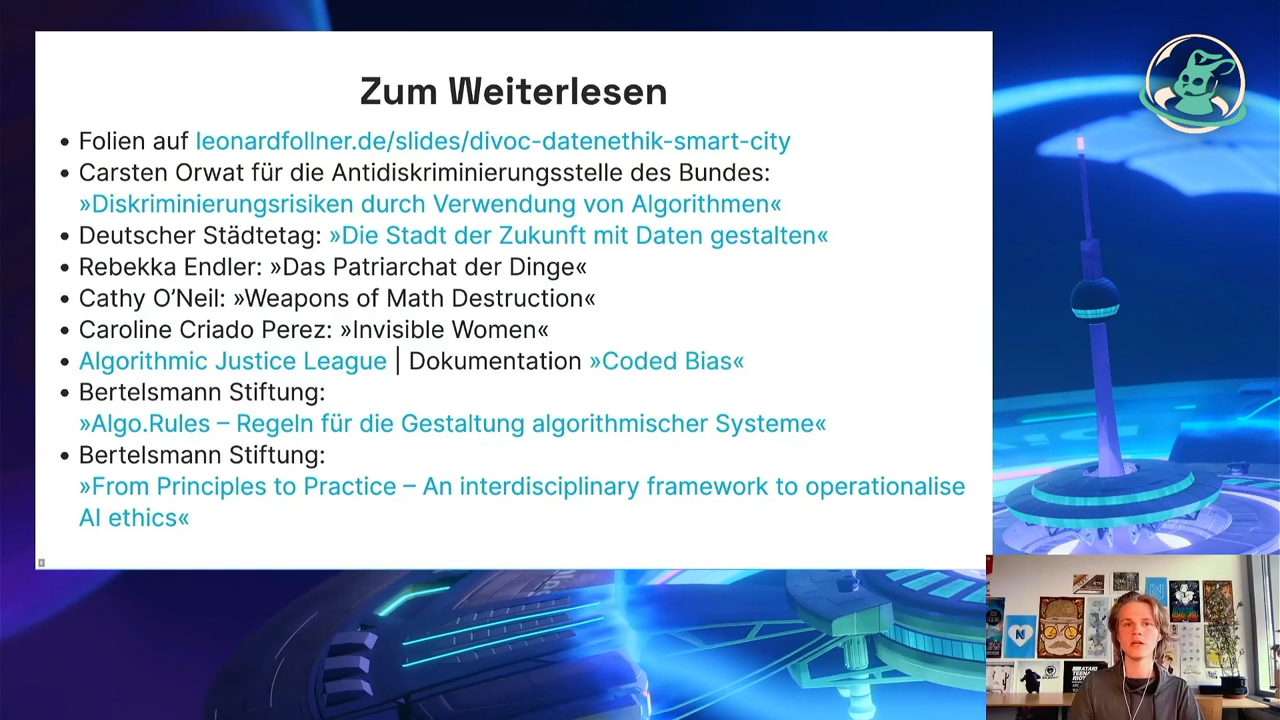 Zum Weiterlesen
• Folien auf leonardfollner.de/slides/divoc-datenethik-smart-city
• Carsten Orwat für die Antidiskriminierungsstelle des Bundes:
»Diskriminierungsrisiken durch Verwendung von Algorithmen«
• Deutscher Städtetag: »Die Stadt der Zukunft mit Daten gestalten«
• Rebekka Endler: »Das Patriarchat der Dinge«
• Cathy O’Neil: »Weapons of Math Destruction«
• Caroline Criado Perez: »Invisible Women«
• Algorithmic Justice League | Dokumentation »Coded Bias«
• Bertelsmann Stiftung:
»Algo.Rules – Regeln für die Gestaltung algorithmischer Systeme«
• Bertelsmann Stiftung:
»From Principles to Practice – An interdisciplinary framework to operationalise
AI ethics«
N
ATARI
TEENAGE
RIOT